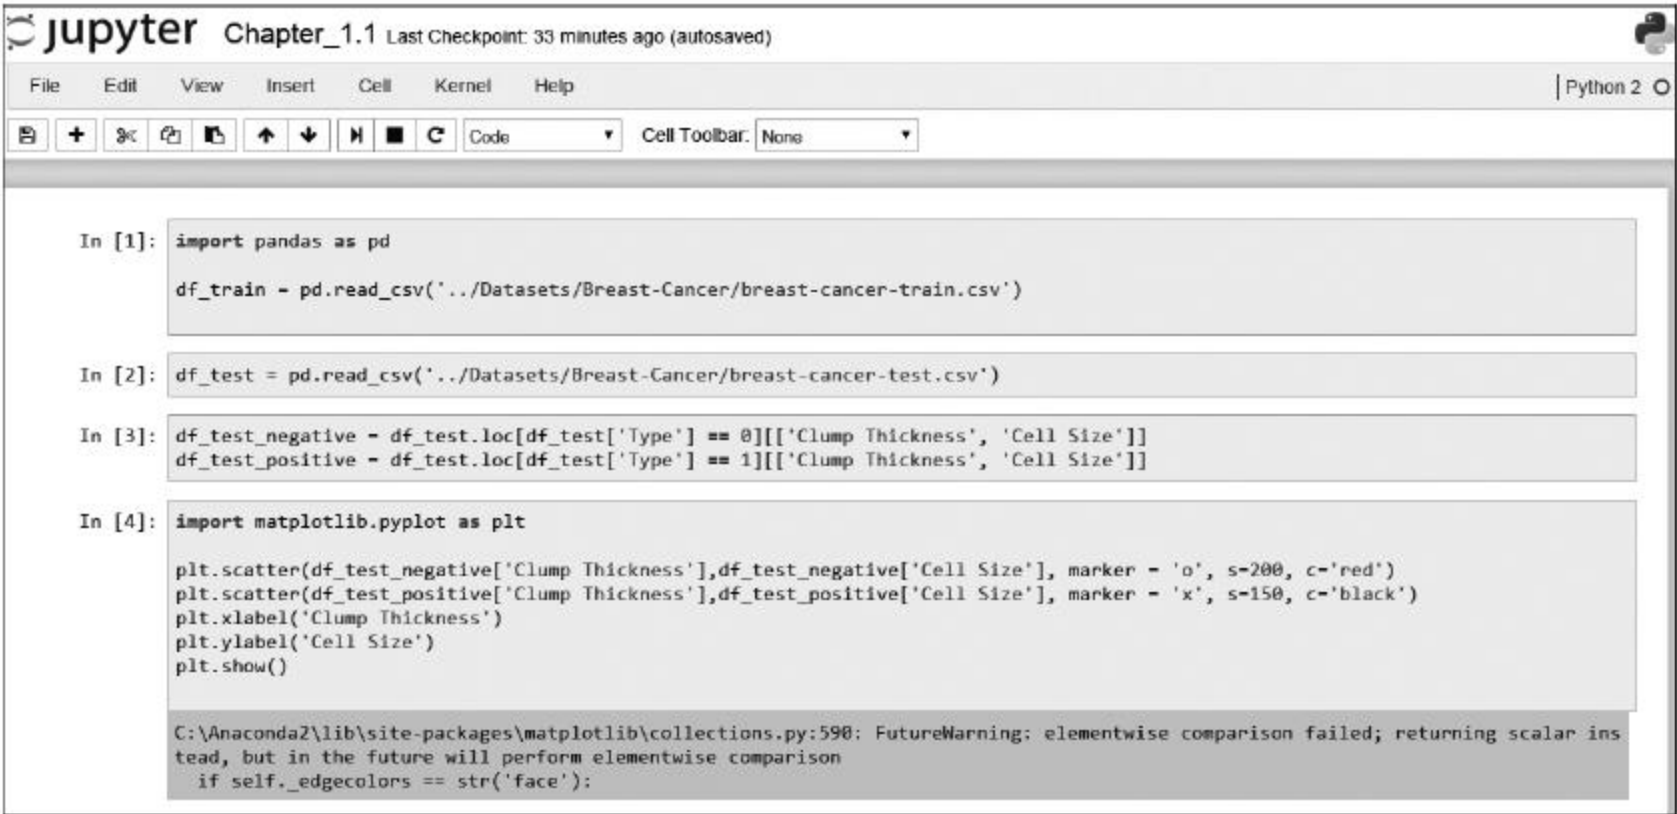 jupyter Chapter_1.1 Last Checkpoint: 33 minutes ago (autosaved)
File Edit View Insert Cell Kernel Help Python 2
Code Cell Toolbar: None
In [1]: import pandas as pd
df_train = pd.read_csv('../Datasets/Breast-Cancer/breast-cancer-train.csv')
In [2]: df_test = pd.read_csv('../Datasets/Breast-Cancer/breast-cancer-test.csv')
In [3]: df_test_negative = df_test.loc[df_test['Type'] == 0][['Clump Thickness', 'Cell Size']]
df_test_positive = df_test.loc[df_test['Type'] == 1][['Clump Thickness', 'Cell Size']]
In [4]: import matplotlib.pyplot as plt
plt.scatter(df_test_negative['Clump Thickness'],df_test_negative['Cell Size'], marker = 'o', s=200, c='red')
plt.scatter(df_test_positive['Clump Thickness'],df_test_positive['Cell Size'], marker = 'x', s=150, c='black')
plt.xlabel('Clump Thickness')
plt.ylabel('Cell Size')
plt.show()
C:\Anaconda2\lib\site-packages\matplotlib\collections.py:590: FutureWarning: elementwise comparison failed; returning scalar ins
tead, but in the future will perform elementwise comparison
if self._edgecolors == str('face'):